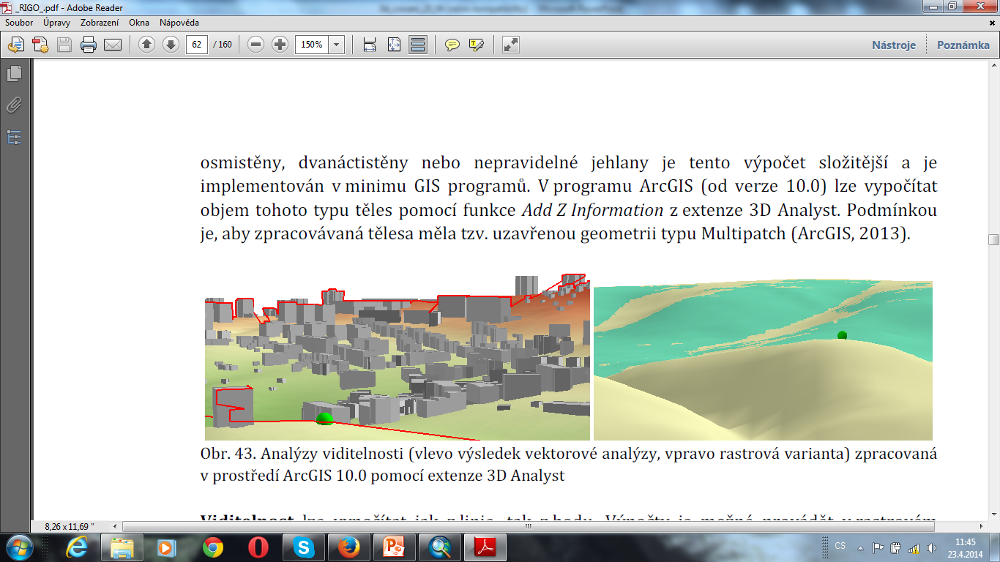 _RIGO_.pdf - Adobe Reader
Soubor Úpravy Zobrazení Okna Nápověda
62 / 160 150% Nástroje Poznámka
osmistěny, dvanáctistěny nebo nepravidelné jehlany je tento výpočet složitější a je
implementován v minimu GIS programů. V programu ArcGIS (od verze 10.0) lze vypočítat
objem tohoto typu těles pomocí funkce Add Z Information z extenze 3D Analyst. Podmínkou
je, aby zpracovávaná tělesa měla tzv. uzavřenou geometrii typu Multipatch (ArcGIS, 2013).
Obr. 43. Analýzy viditelnosti (vlevo výsledek vektorové analýzy, vpravo rastrová varianta) zpracovaná
v prostředí ArcGIS 10.0 pomocí extenze 3D Analyst
Viditelnost lze vypočítat jak z linie, tak z bodu. Výpočty je možné provádět v rastrovém
8,26 x 11,69 "
CS 11:45
23.4.2014